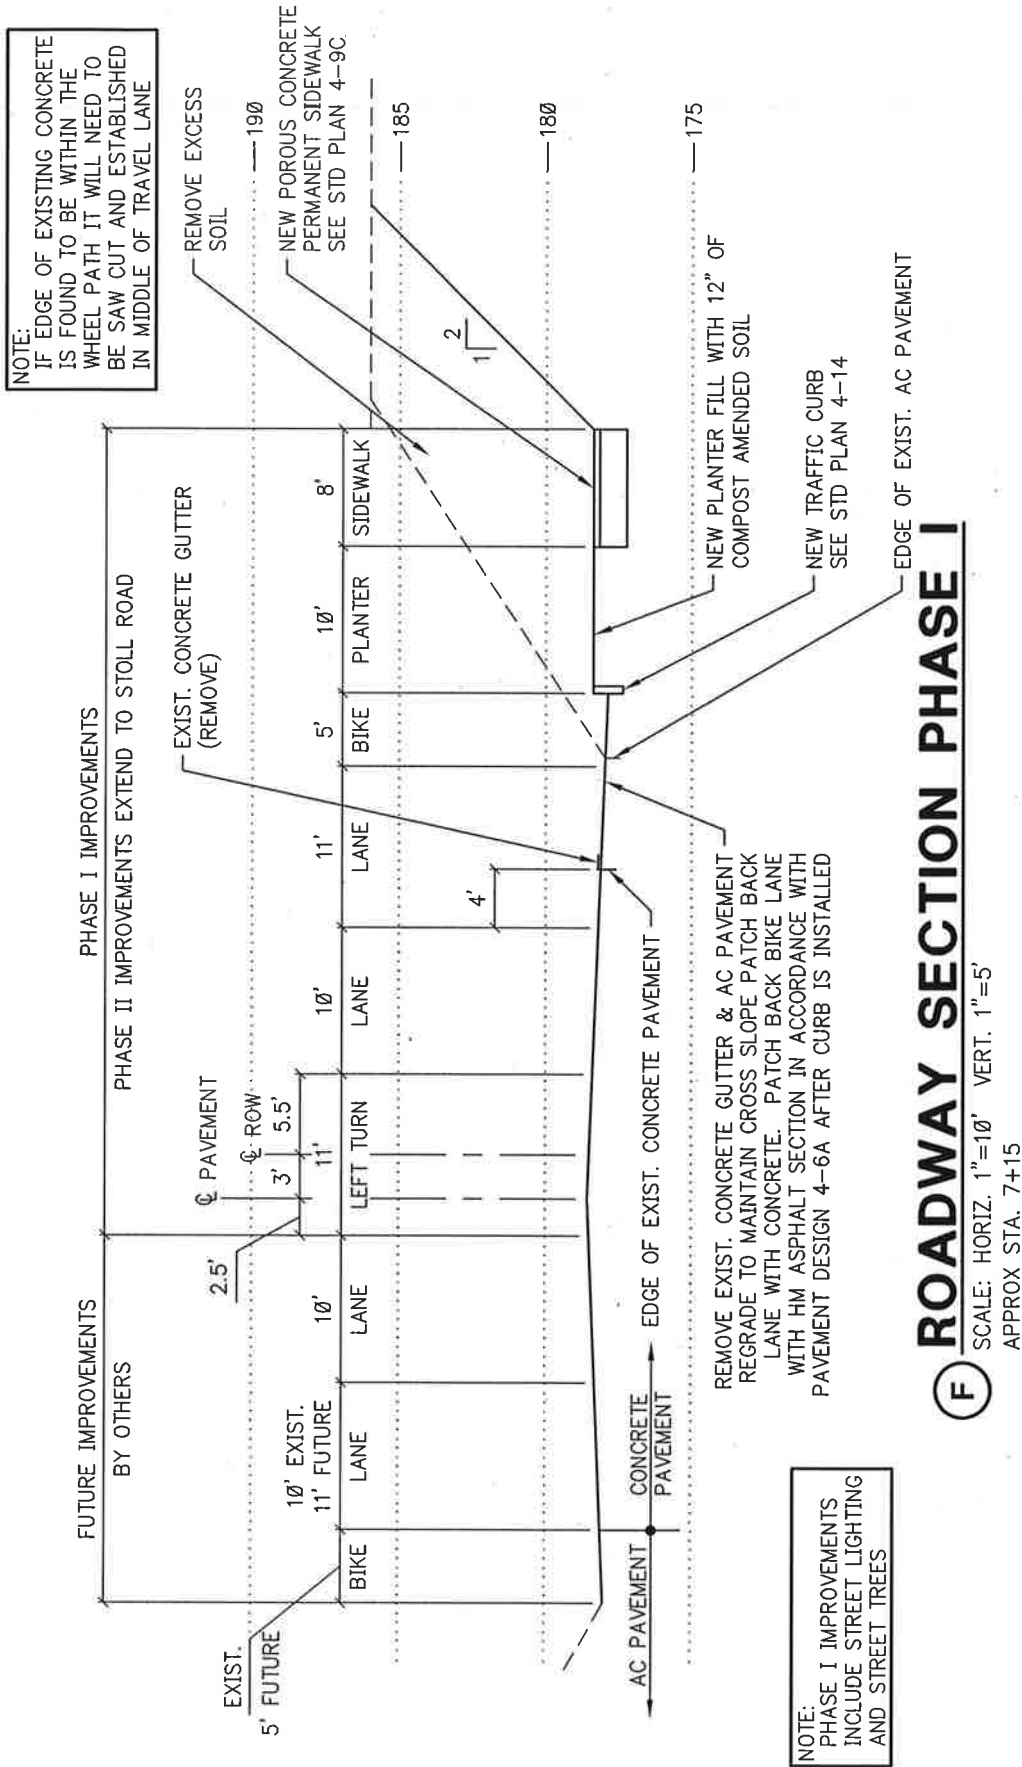 NOTE:
IF EDGE OF EXISTING CONCRETE
IS FOUND TO BE WITHIN THE
WHEEL PATH IT WILL NEED TO
BE SAW CUT AND ESTABLISHED
IN MIDDLE OF TRAVEL LANE
FUTURE IMPROVEMENTS
BY OTHERS
PHASE I IMPROVEMENTS
PHASE II IMPROVEMENTS EXTEND TO STOLL ROAD
℄ PAVEMENT
℄ ROW
2.5'
3'
5.5'
EXIST.
5' FUTURE
10' EXIST.
11' FUTURE
10'
11'
10'
11'
5'
10'
8'
BIKE
LANE
LANE
LEFT TURN
LANE
LANE
BIKE
PLANTER
SIDEWALK
4'
EXIST. CONCRETE GUTTER
(REMOVE)
REMOVE EXCESS
SOIL
NEW POROUS CONCRETE
PERMANENT SIDEWALK
SEE STD PLAN 4-9C
2
1
190
185
180
175
AC PAVEMENT
CONCRETE
PAVEMENT
EDGE OF EXIST. CONCRETE PAVEMENT
REMOVE EXIST. CONCRETE GUTTER & AC PAVEMENT
REGRADE TO MAINTAIN CROSS SLOPE PATCH BACK
LANE WITH CONCRETE. PATCH BACK BIKE LANE
WITH HM ASPHALT SECTION IN ACCORDANCE WITH
PAVEMENT DESIGN 4-6A AFTER CURB IS INSTALLED
NEW PLANTER FILL WITH 12" OF
COMPOST AMENDED SOIL
NEW TRAFFIC CURB
SEE STD PLAN 4-14
EDGE OF EXIST. AC PAVEMENT
NOTE:
PHASE I IMPROVEMENTS
INCLUDE STREET LIGHTING
AND STREET TREES
F ROADWAY SECTION PHASE I
SCALE: HORIZ. 1"=10' VERT. 1"=5'
APPROX STA. 7+15